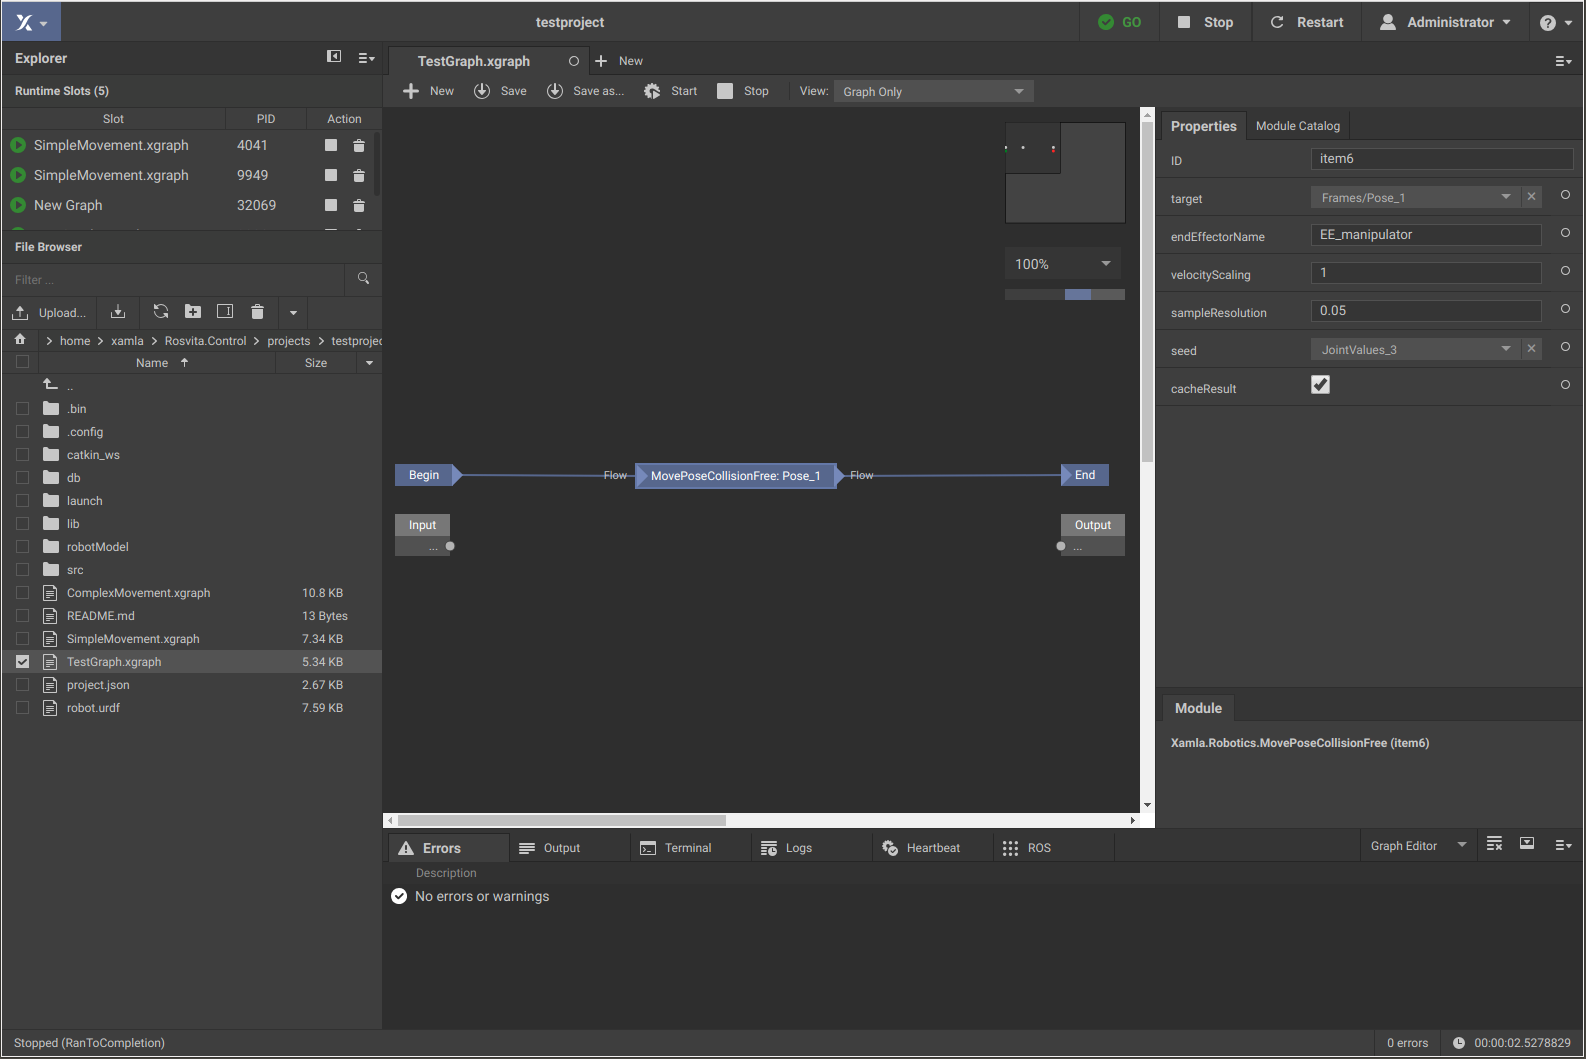 testproject
GO
Stop
Restart
Administrator
Explorer
TestGraph.xgraph
New
Runtime Slots (5)
New
Save
Save as...
Start
Stop
View:
Graph Only
Slot PID Action
SimpleMovement.xgraph 4041
SimpleMovement.xgraph 9949
New Graph 32069
File Browser
Filter ...
Upload...
home
xamla
Rosvita.Control
projects
testprojec
Name Size
..
.bin
.config
catkin_ws
db
launch
lib
robotModel
src
ComplexMovement.xgraph 10.8 KB
README.md 13 Bytes
SimpleMovement.xgraph 7.34 KB
TestGraph.xgraph 5.34 KB
project.json 2.67 KB
robot.urdf 7.59 KB
100%
Begin
Flow
MovePoseCollisionFree: Pose_1
Flow
End
Input
...
Output
...
Properties
Module Catalog
ID item6
target Frames/Pose_1
endEffectorName EE_manipulator
velocityScaling 1
sampleResolution 0.05
seed JointValues_3
cacheResult
Module
Xamla.Robotics.MovePoseCollisionFree (item6)
Errors
Output
Terminal
Logs
Heartbeat
ROS
Graph Editor
Description
No errors or warnings
Stopped (RanToCompletion)
0 errors
00:00:02.5278829